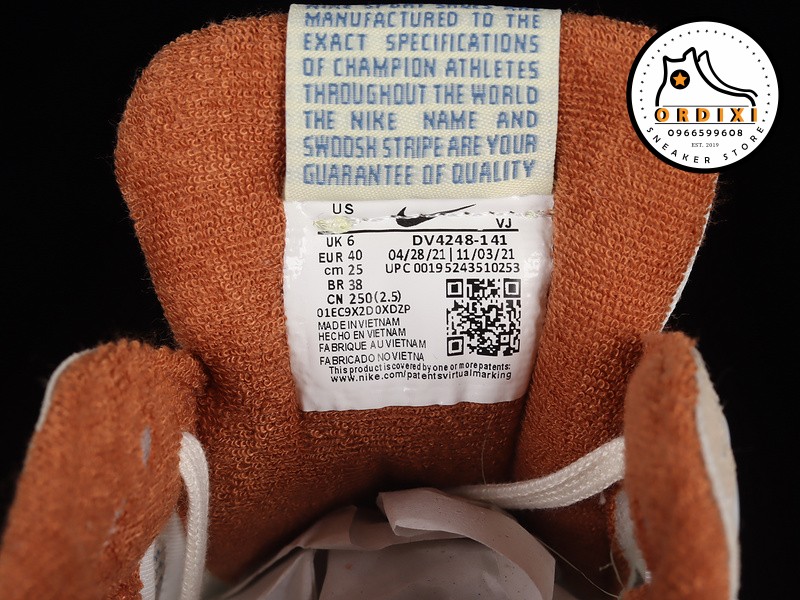 NIKE SPORT SHOES ARE
MANUFACTURED TO THE
EXACT SPECIFICATIONS
OF CHAMPION ATHLETES
THROUGHOUT THE WORLD
THE NIKE NAME AND
SWOOSH STRIPE ARE YOUR
GUARANTEE OF QUALITY
US
VJ
UK 6
EUR 40
cm 25
BR 38
CN 250 (2.5)
DV4248-141
04/28/21 | 11/03/21
UPC 00195243510253
01EC9X2D0XDZP
MADE IN VIETNAM
HECHO EN VIETNAM
FABRIQUE AU VIETNAM
FABRICADO NO VIETNA
This product is covered by one or more patents:
www.nike.com/patentsvirtualmarking
ORDIXI
0966599608
EST. 2019
SNEAKER STORE